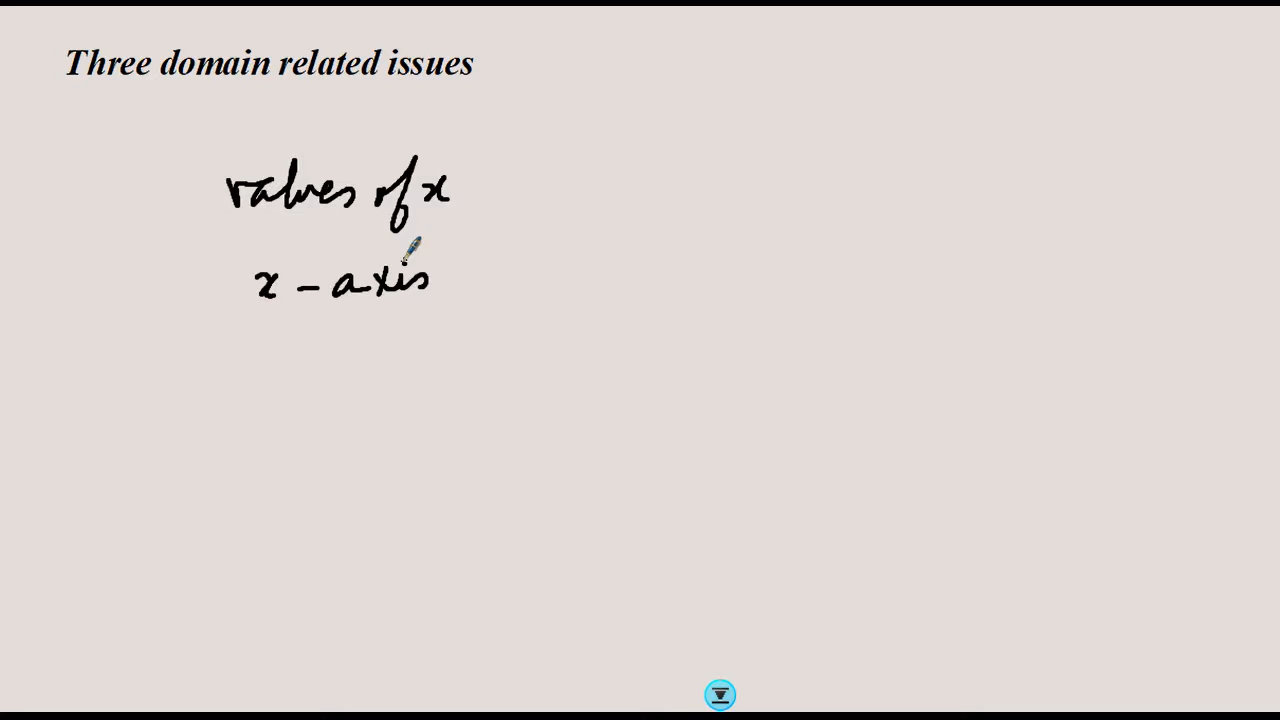 Three domain related issues
values of x
x - axis